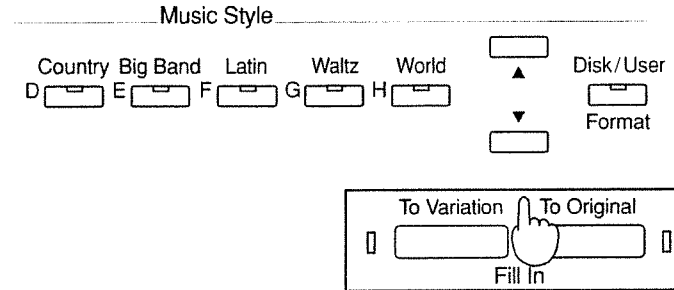 Music Style
Country Big Band Latin Waltz World Disk/User
D E F G H
Format
To Variation To Original
Fill In